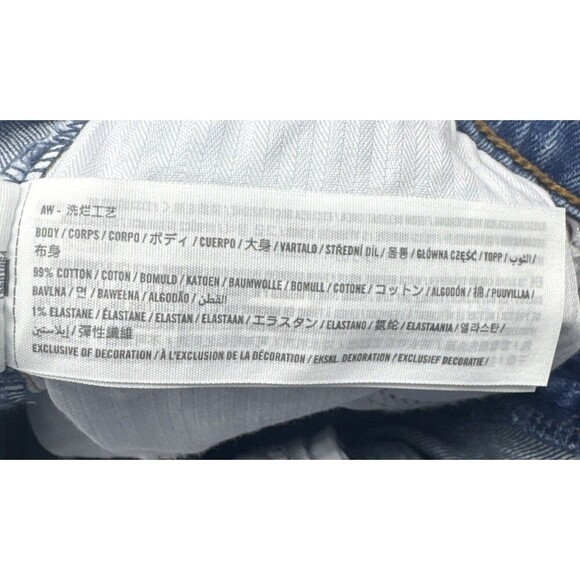 AW - 洗烂工艺
BODY / CORPS / CORPO / ボディ / CUERPO / 大身 / VARTALO / STŘEDNÍ DÍL / 몸통 / GŁÓWNA CZĘŚĆ / TOPP / الثوب /
布身
99% COTTON / COTON / BOMULD / KATOEN / BAUMWOLLE / BOMULL / COTONE / コットン / ALGODÓN / 棉 / PUUVILLAA /
BAVLNA / 면 / BAWEŁNA / ALGODÃO / القطن /
1% ELASTANE / ÉLASTANE / ELASTAN / ELASTAAN / エラスタン / ELASTANO / 氨纶 / ELASTAANIA / 엘라스탄 /
إيلاستين / 彈性纖維
EXCLUSIVE OF DECORATION / À L'EXCLUSION DE LA DÉCORATION / EKSKL. DEKORATION / EXCLUSIEF DECORATIE /